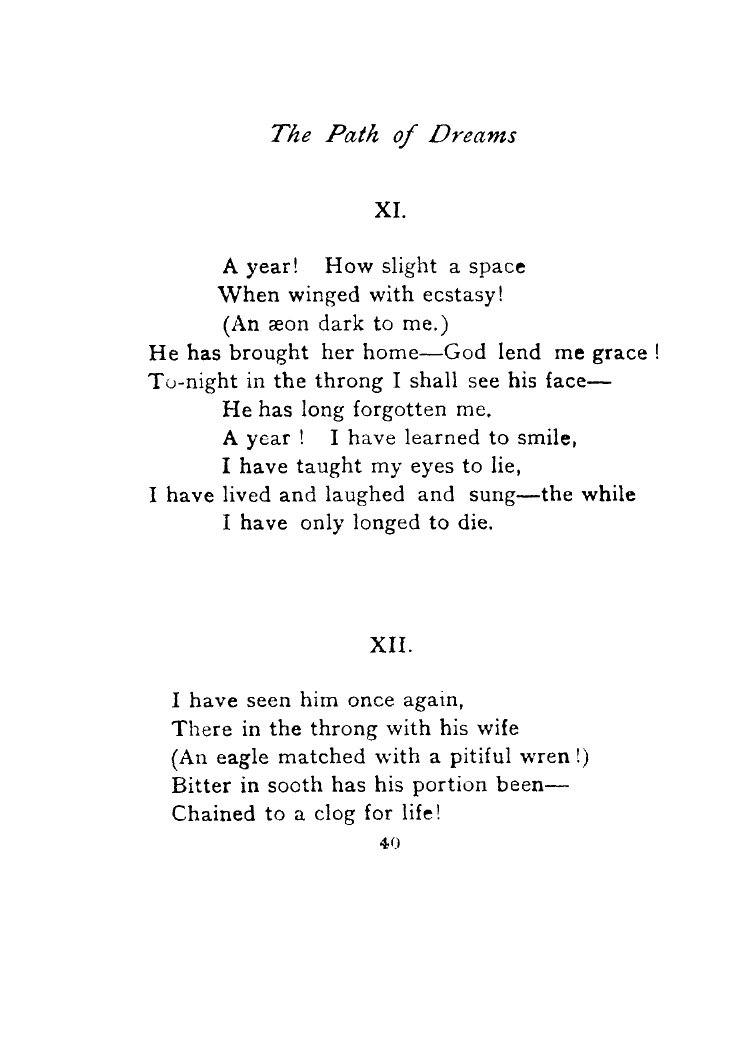 The Path of Dreams
XI.
A year! How slight a space
When winged with ecstasy!
(An æon dark to me.)
He has brought her home—God lend me grace !
To-night in the throng I shall see his face—
He has long forgotten me.
A year ! I have learned to smile,
I have taught my eyes to lie,
I have lived and laughed and sung—the while
I have only longed to die.
XII.
I have seen him once again,
There in the throng with his wife
(An eagle matched with a pitiful wren !)
Bitter in sooth has his portion been—
Chained to a clog for life!
40